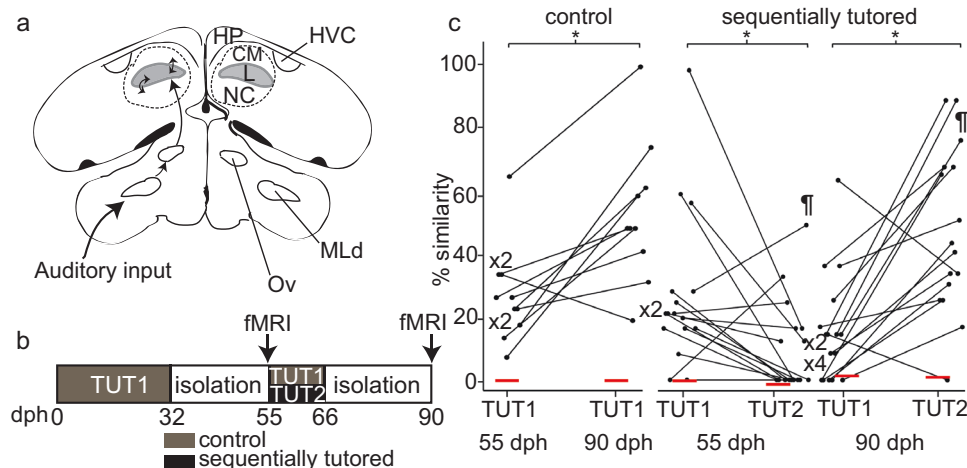 a
HP
HVC
CM
L
NC
MLd
Auditory input
Ov
b
fMRI
fMRI
TUT1
isolation
TUT1
TUT2
isolation
dph
0
32
55
66
90
control
sequentially tutored
c
control
sequentially tutored
*
*
*
% similarity
100
80
60
40
20
0
x2
x2
x2
¶
x2
x4
¶
TUT1
TUT1
TUT1
TUT2
TUT1
TUT2
55 dph
90 dph
55 dph
90 dph